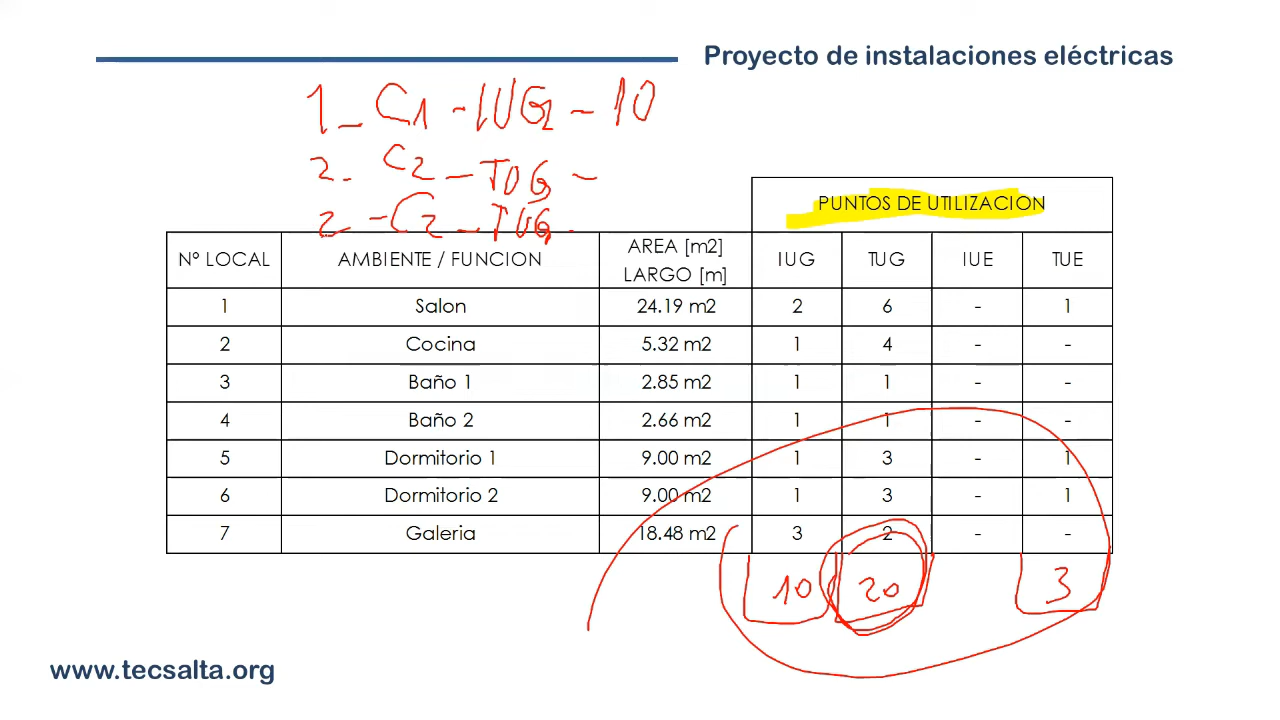 Proyecto de instalaciones eléctricas
1 - C1 - IUG - 10
2 - C2 - TUG -
2 - C2 - TUG -
PUNTOS DE UTILIZACION
Nº LOCAL AMBIENTE / FUNCION AREA [m2] LARGO [m] IUG TUG IUE TUE
1 Salon 24.19 m2 2 6 - 1
2 Cocina 5.32 m2 1 4 - -
3 Baño 1 2.85 m2 1 1 - -
4 Baño 2 2.66 m2 1 1 - -
5 Dormitorio 1 9.00 m2 1 3 - 1
6 Dormitorio 2 9.00 m2 1 3 - 1
7 Galeria 18.48 m2 3 2 - -
10 20 3
www.tecsalta.org